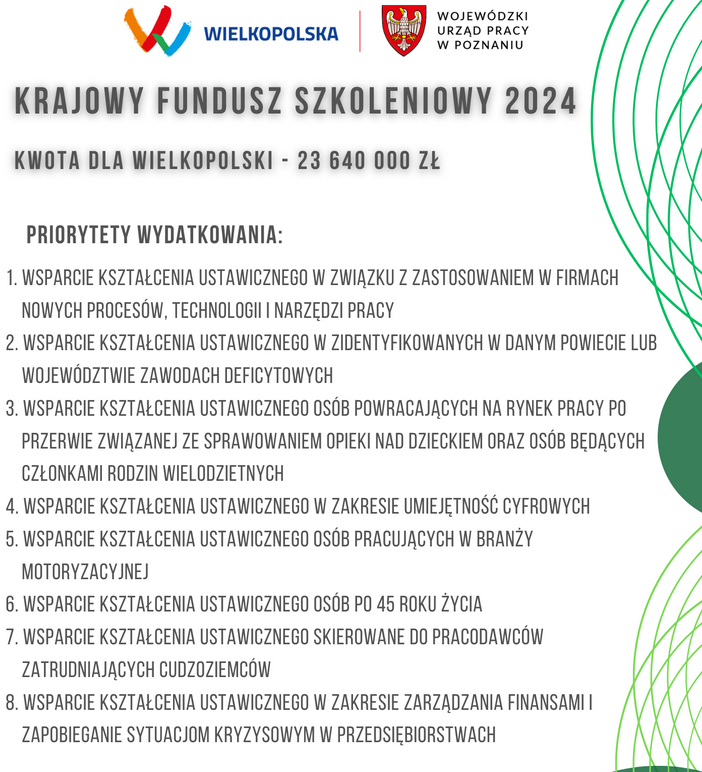 WIELKOPOLSKA
WOJEWÓDZKI
URZĄD PRACY
W POZNANIU
KRAJOWY FUNDUSZ SZKOLENIOWY 2024
KWOTA DLA WIELKOPOLSKI - 23 640 000 ZŁ
PRIORYTETY WYDATKOWANIA:
1. WSPARCIE KSZTAŁCENIA USTAWICZNEGO W ZWIĄZKU Z ZASTOSOWANIEM W FIRMACH
NOWYCH PROCESÓW, TECHNOLOGII I NARZĘDZI PRACY
2. WSPARCIE KSZTAŁCENIA USTAWICZNEGO W ZIDENTYFIKOWANYCH W DANYM POWIECIE LUB
WOJEWÓDZTWIE ZAWODACH DEFICYTOWYCH
3. WSPARCIE KSZTAŁCENIA USTAWICZNEGO OSÓB POWRACAJĄCYCH NA RYNEK PRACY PO
PRZERWIE ZWIĄZANEJ ZE SPRAWOWANIEM OPIEKI NAD DZIECKIEM ORAZ OSÓB BĘDĄCYCH
CZŁONKAMI RODZIN WIELODZIETNYCH
4. WSPARCIE KSZTAŁCENIA USTAWICZNEGO W ZAKRESIE UMIEJĘTNOŚĆ CYFROWYCH
5. WSPARCIE KSZTAŁCENIA USTAWICZNEGO OSÓB PRACUJĄCYCH W BRANŻY
MOTORYZACYJNEJ
6. WSPARCIE KSZTAŁCENIA USTAWICZNEGO OSÓB PO 45 ROKU ŻYCIA
7. WSPARCIE KSZTAŁCENIA USTAWICZNEGO SKIEROWANE DO PRACODAWCÓW
ZATRUDNIAJĄCYCH CUDZOZIEMCÓW
8. WSPARCIE KSZTAŁCENIA USTAWICZNEGO W ZAKRESIE ZARZĄDZANIA FINANSAMI I
ZAPOBIEGANIE SYTUACJOM KRYZYSOWYM W PRZEDSIĘBIORSTWACH